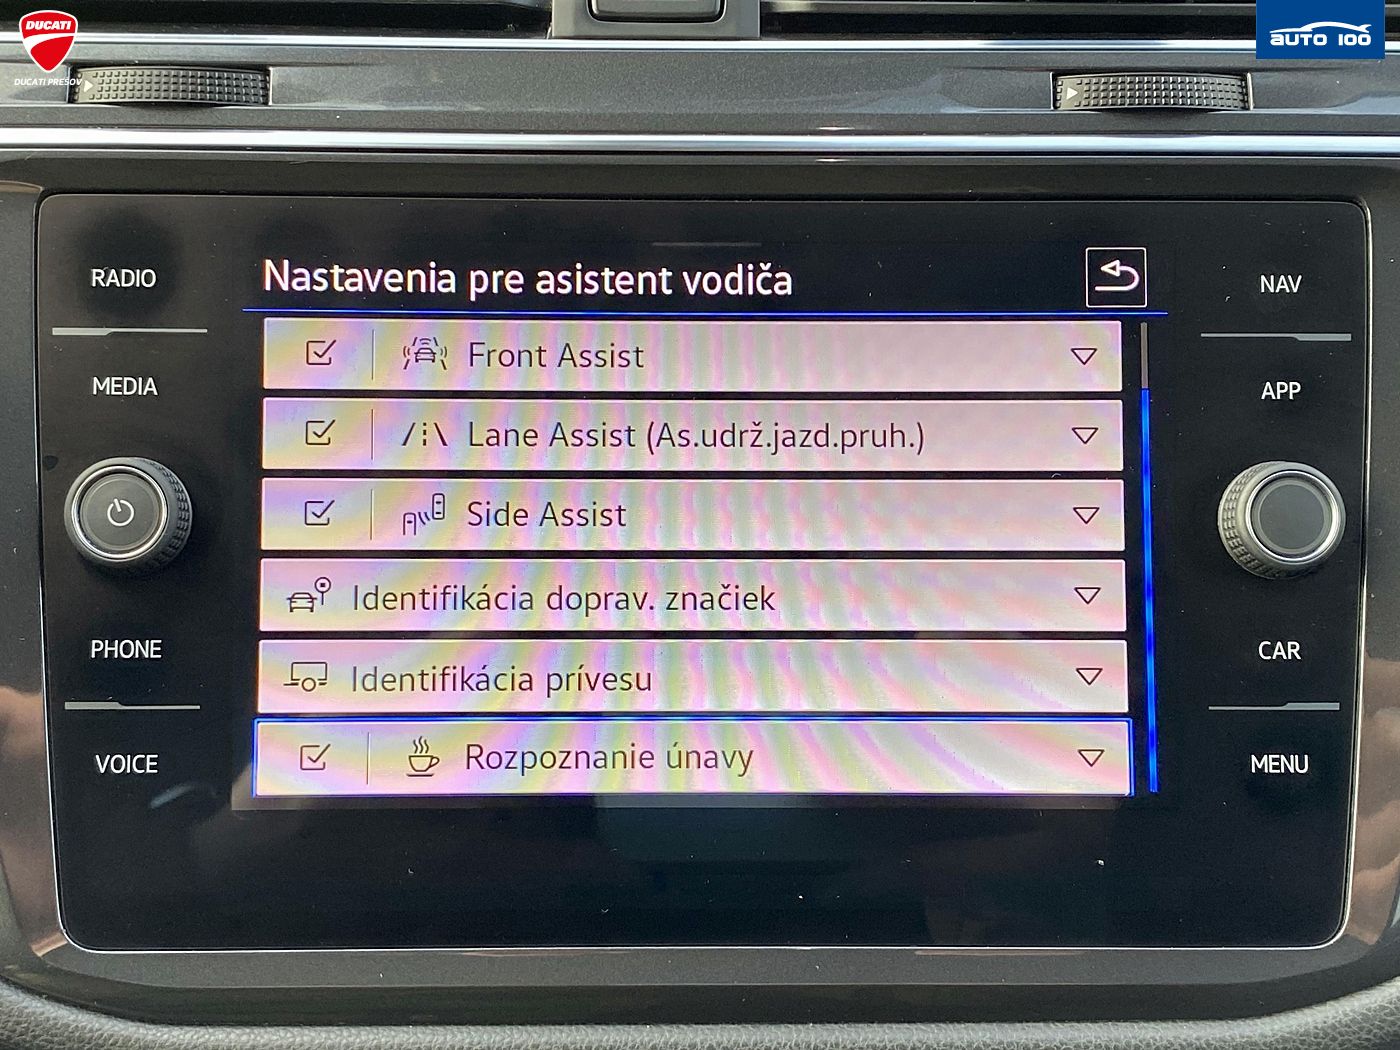 DUCATI
DUCATI PREŠOV
AUTO 100
RADIO
MEDIA
PHONE
VOICE
Nastavenia pre asistent vodiča
Front Assist
Lane Assist (As.udrž.jazd.pruh.)
Side Assist
Identifikácia doprav. značiek
Identifikácia prívesu
Rozpoznanie únavy
NAV
APP
CAR
MENU